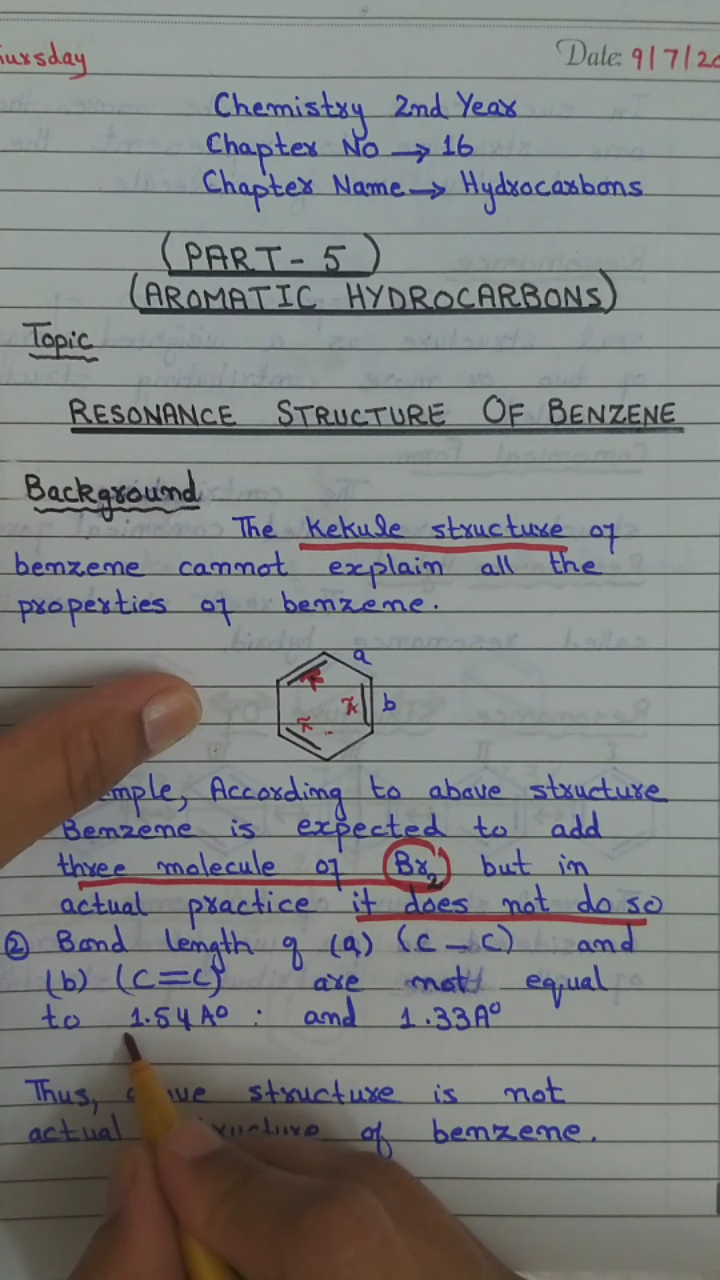 ursday
Date: 9/7/20
Chemistry 2nd Year
Chapter No → 16
Chapter Name → Hydrocarbons
(PART-5)
(AROMATIC HYDROCARBONS)
Topic
RESONANCE STRUCTURE OF BENZENE
Background
The Kekule structure of
benzene cannot explain all the
properties of benzene.
a
π
π b
π
mple, According to above structure
Benzene is expected to add
three molecule of Br₂ but in
actual practice it does not do so
② Bond length of (a) (C-C) and
(b) (C=C) are not equal
to 1.54A° : and 1.33A°
Thus, structure is not
actual of benzene.